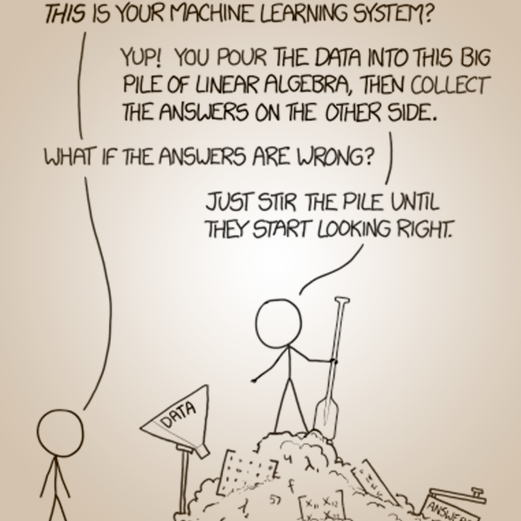 THIS IS YOUR MACHINE LEARNING SYSTEM?
YUP! YOU POUR THE DATA INTO THIS BIG
PILE OF LINEAR ALGEBRA, THEN COLLECT
THE ANSWERS ON THE OTHER SIDE.
WHAT IF THE ANSWERS ARE WRONG?
JUST STIR THE PILE UNTIL
THEY START LOOKING RIGHT.
DATA